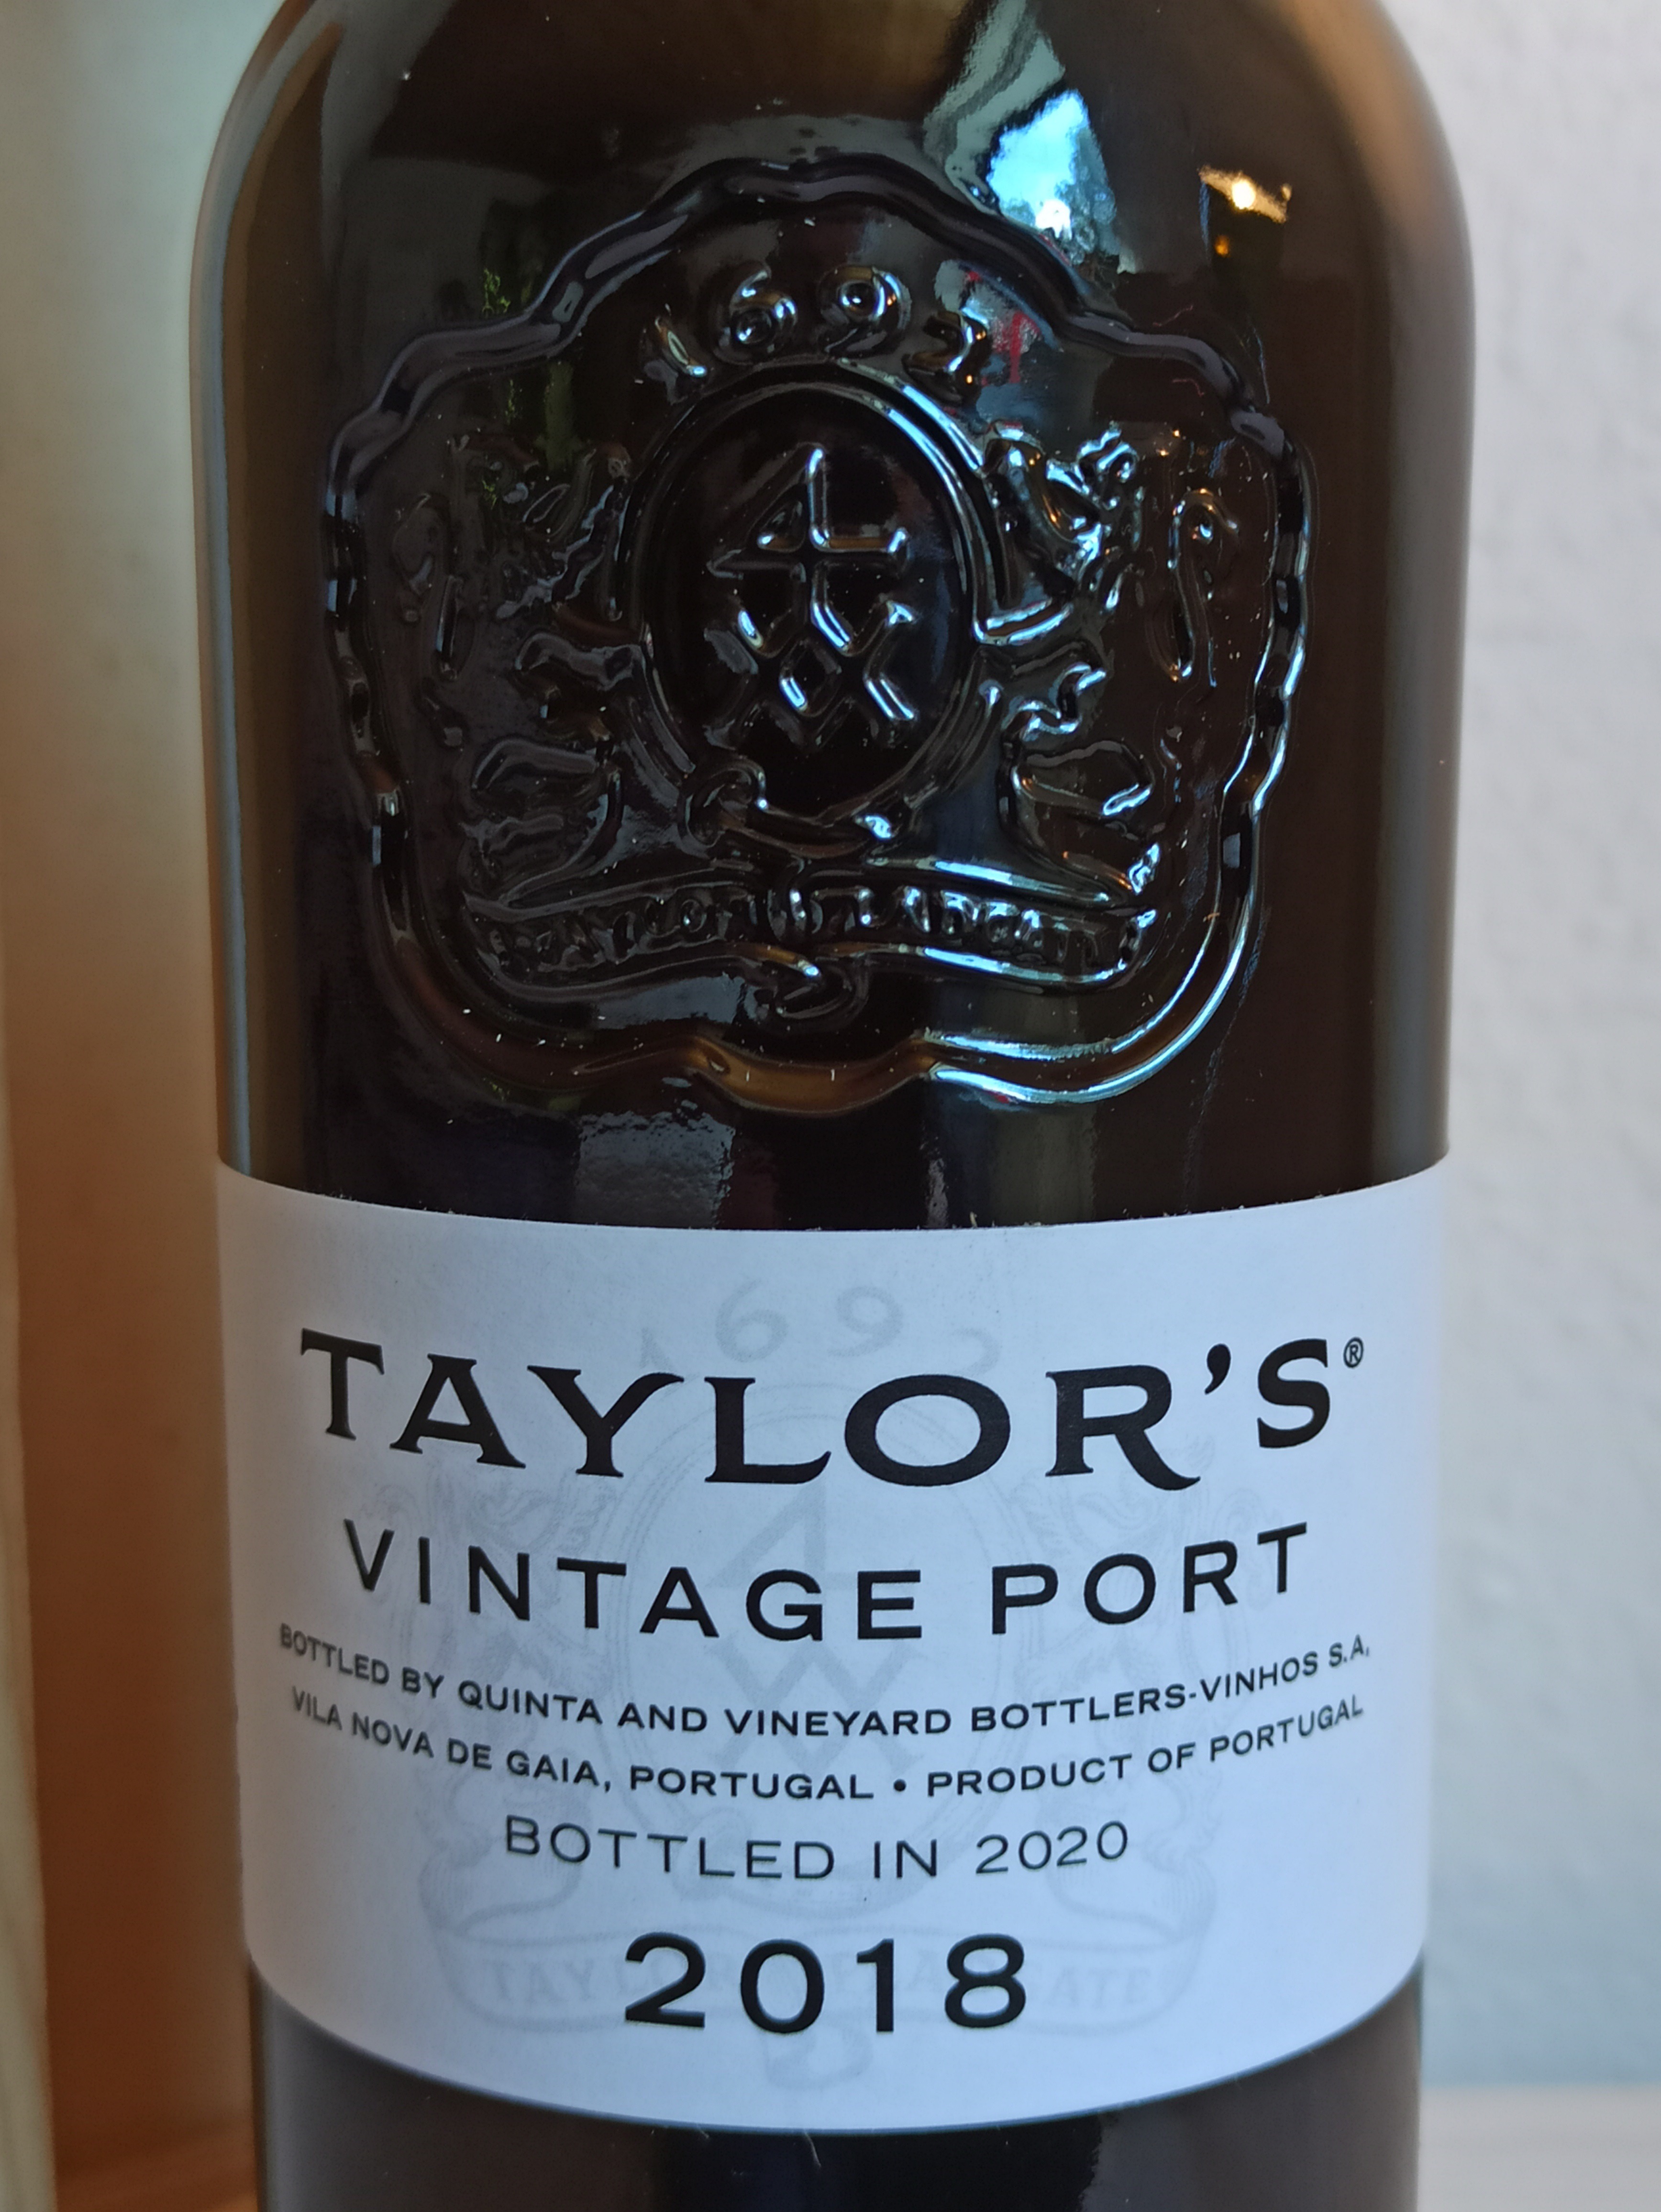 1692
TAYLOR'S®
VINTAGE PORT
BOTTLED BY QUINTA AND VINEYARD BOTTLERS-VINHOS S.A.
VILA NOVA DE GAIA, PORTUGAL • PRODUCT OF PORTUGAL
BOTTLED IN 2020
2018